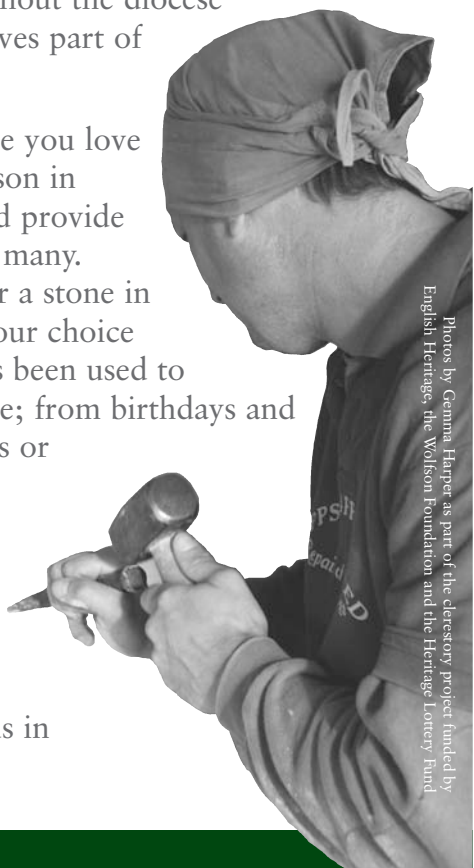 hout the diocese
ves part of
e you love
son in
d provide
many.
r a stone in
our choice
s been used to
e; from birthdays and
s or
s in
Photos by Gemma Harper as part of the clerestory project funded by
English Heritage, the Wolfson Foundation and the Heritage Lottery Fund